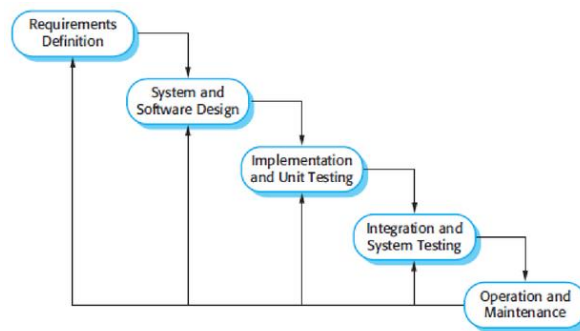 Requirements
Definition
System and
Software Design
Implementation
and Unit Testing
Integration and
System Testing
Operation and
Maintenance